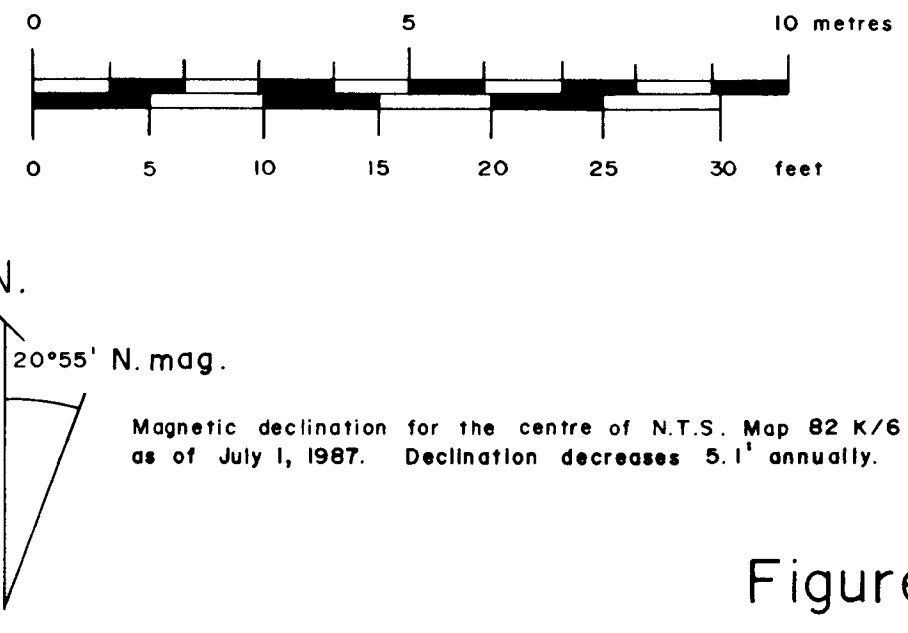 0 5 10 metres
0 5 10 15 20 25 30 feet
N.
20°55' N. mag.
Magnetic declination for the centre of N.T.S. Map 82 K/6
as of July 1, 1987. Declination decreases 5.1' annually.
Figure